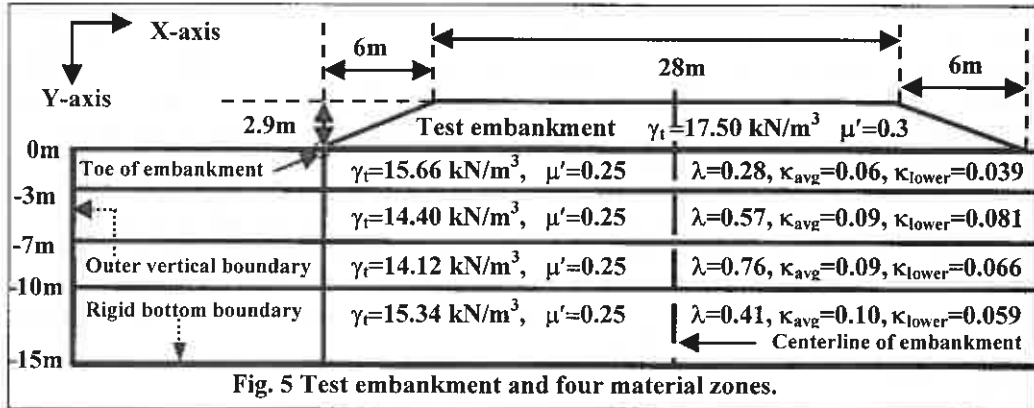 X-axis
6m
28m
6m
Y-axis
2.9m
Test embankment γt=17.50 kN/m³ μ'=0.3
0m
Toe of embankment
γt=15.66 kN/m³, μ'=0.25
λ=0.28, κavg=0.06, κlower=0.039
-3m
γt=14.40 kN/m³, μ'=0.25
λ=0.57, κavg=0.09, κlower=0.081
-7m
Outer vertical boundary
γt=14.12 kN/m³, μ'=0.25
λ=0.76, κavg=0.09, κlower=0.066
-10m
Rigid bottom boundary
γt=15.34 kN/m³, μ'=0.25
λ=0.41, κavg=0.10, κlower=0.059
Centerline of embankment
-15m
Fig. 5 Test embankment and four material zones.